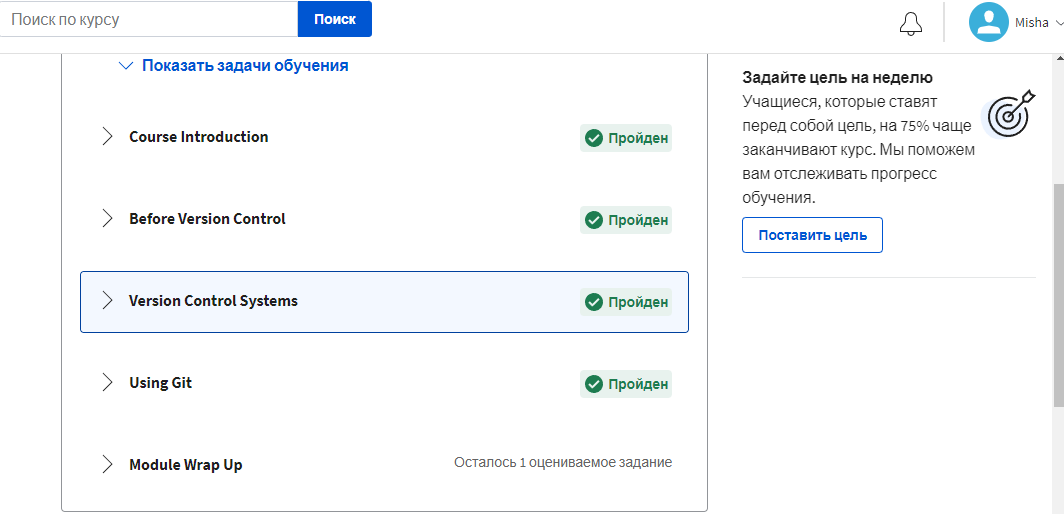 Поиск по курсу
Поиск
Misha
Показать задачи обучения
Course Introduction
Пройден
Before Version Control
Пройден
Version Control Systems
Пройден
Using Git
Пройден
Module Wrap Up
Осталось 1 оцениваемое задание
Задайте цель на неделю
Учащиеся, которые ставят
перед собой цель, на 75% чаще
заканчивают курс. Мы поможем
вам отслеживать прогресс
обучения.
Поставить цель